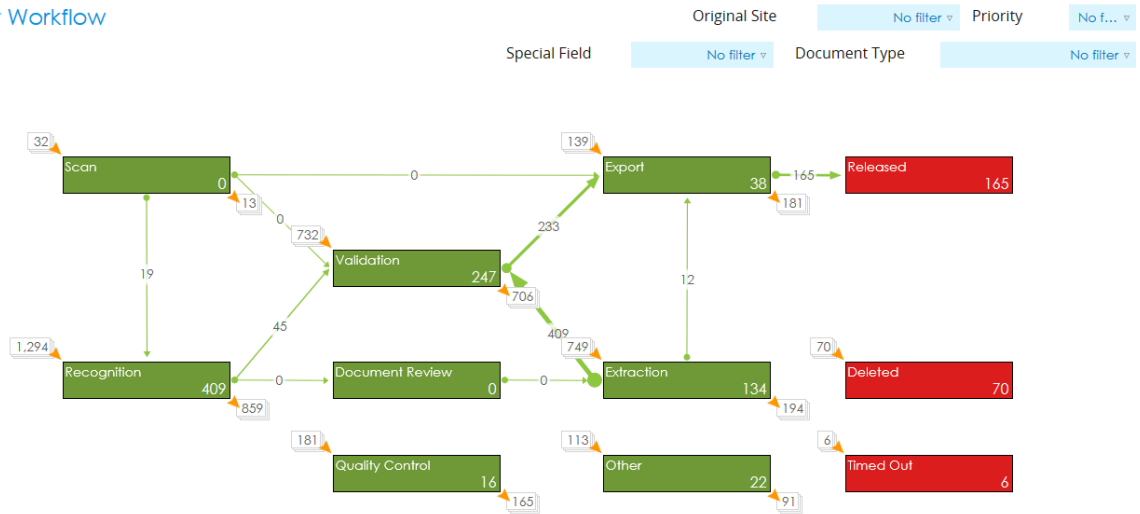 Workflow
Original Site No filter Priority No f...
Special Field No filter Document Type No filter
32
Scan
0
13
139
Export
38
181
Released
165
0
165
0
732
Validation
247
706
233
19
45
409
12
1,294
Recognition
409
859
0
Document Review
0
0
749
Extraction
134
194
70
Deleted
70
181
Quality Control
16
165
113
Other
22
91
6
Timed Out
6